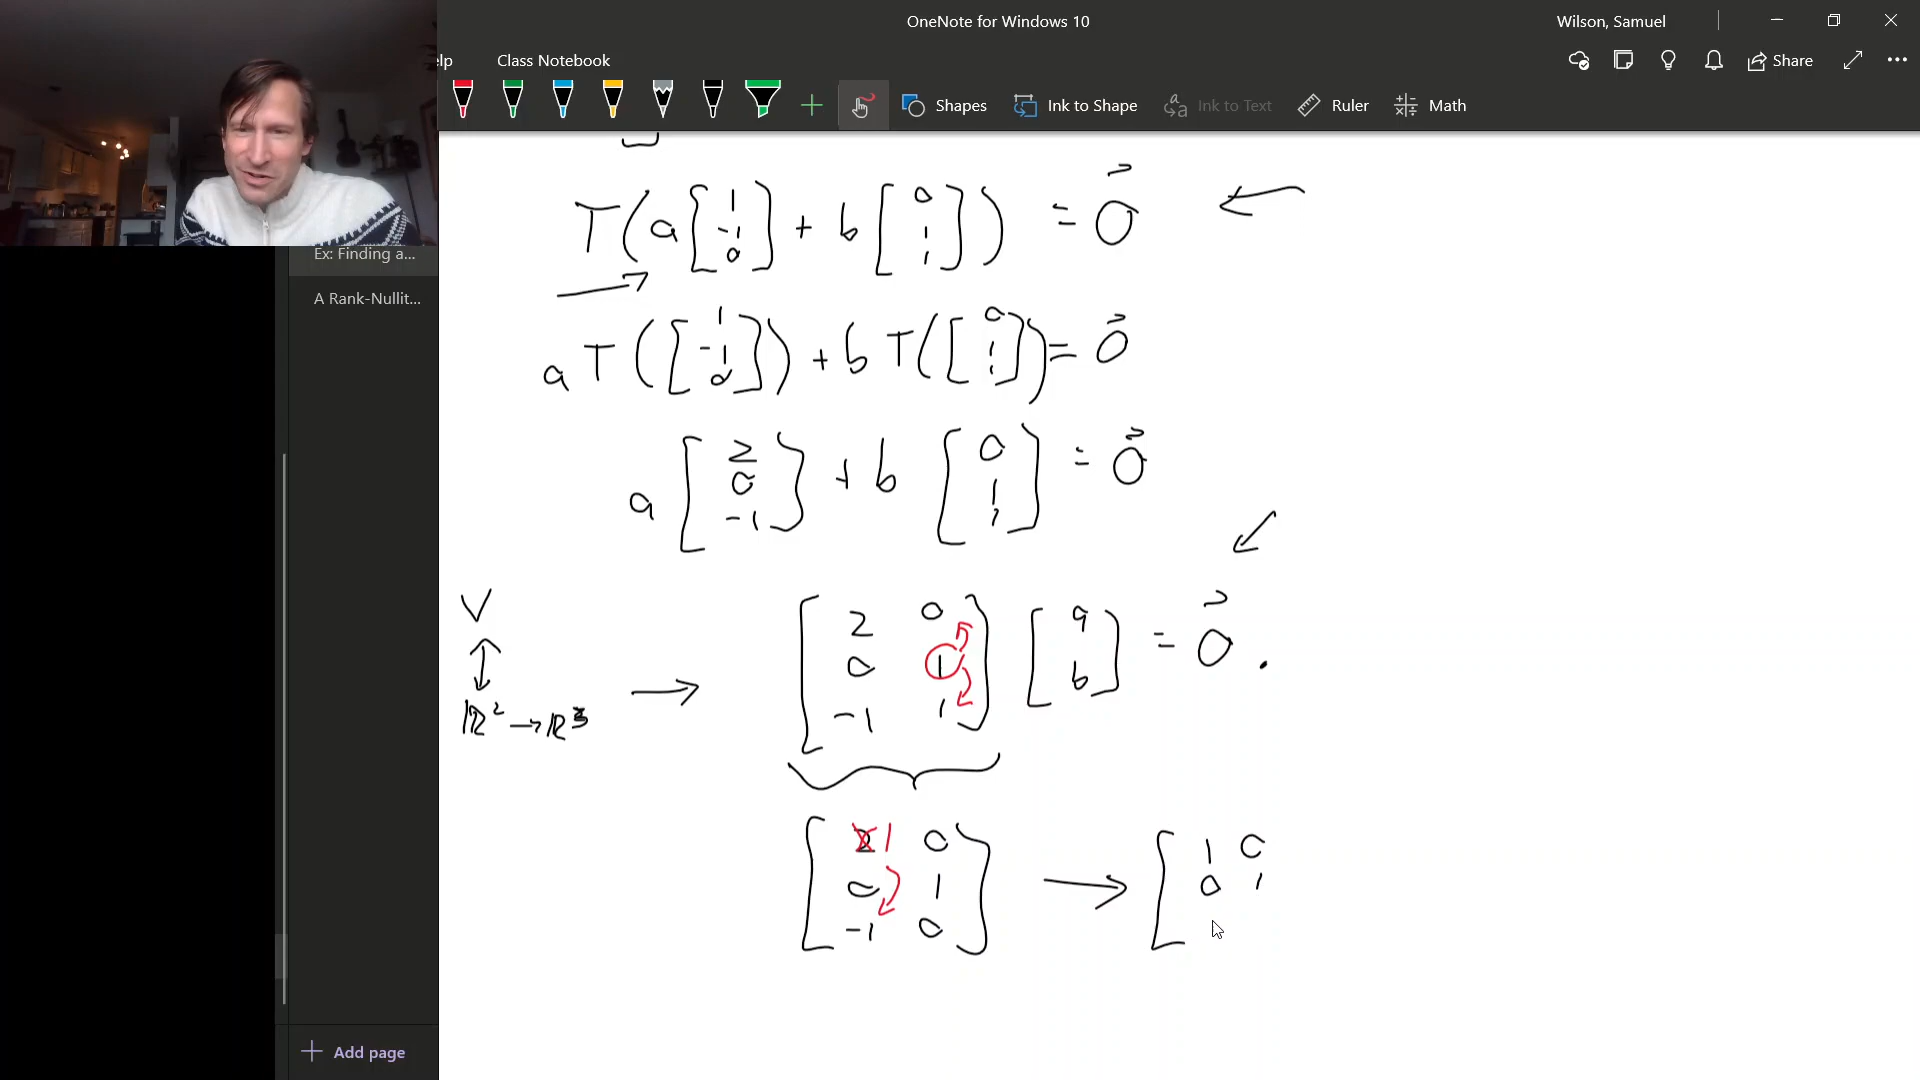 OneNote for Windows 10
Wilson, Samuel
lp
Class Notebook
Share
Shapes
Ink to Shape
Ink to Text
Ruler
Math
Ex: Finding a...
A Rank-Nullit...
Add page
T(a[1 -1 0] + b[0 1 1]) = 0⃗ ←
→
aT([1 -1 0]) + bT([0 1 1]) = 0⃗
a[2 0 -1] + b[0 1 1] = 0⃗
V ↕ ℝ² → ℝ³
→ [2 0; 0 1; -1 1] [a b] = 0⃗.
[2 1 0; 0 1; -1 0] → [1 0; 0 1